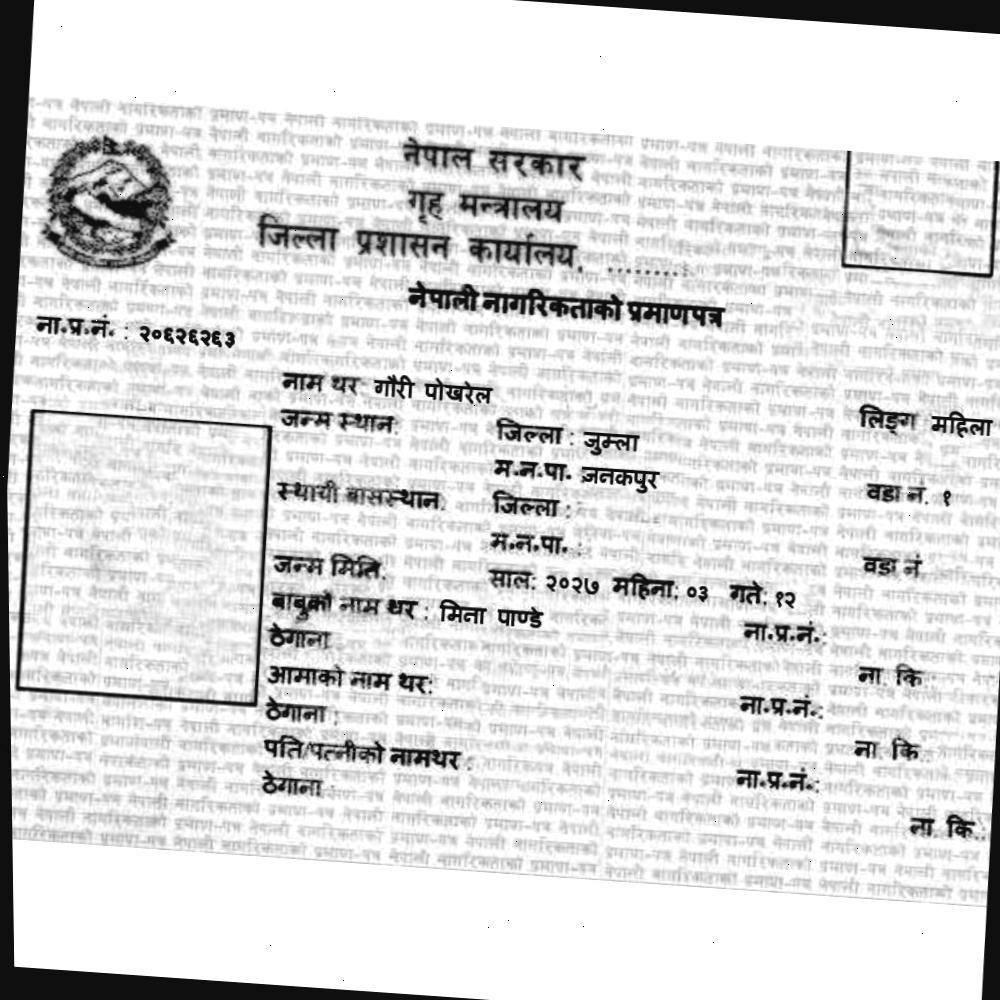 नेपाल सरकार
गृह मन्त्रालय
जिल्ला प्रशासन कार्यालय. .........
नेपाली नागरिकताको प्रमाणपत्र
ना.प्र.नं. : २०६२६२६३
नाम थर: गौरी पोखरेल लिङ्ग महिला
जन्म स्थान: जिल्ला : जुम्ला
म.न.पा. जनकपुर वडा नं. १
स्थायी बासस्थान: जिल्ला :
म.न.पा. : वडा नं
जन्म मिति: साल: २०२७ महिना: ०३ गते: १२
बाबुको नाम थर : मिना पाण्डे ना.प्र.नं.:
ठेगाना ना. कि.:
आमाको नाम थर: ना.प्र.नं.:
ठेगाना : ना. कि.:
पति/पत्नीको नामथर : ना.प्र.नं.:
ठेगाना : ना. कि.: